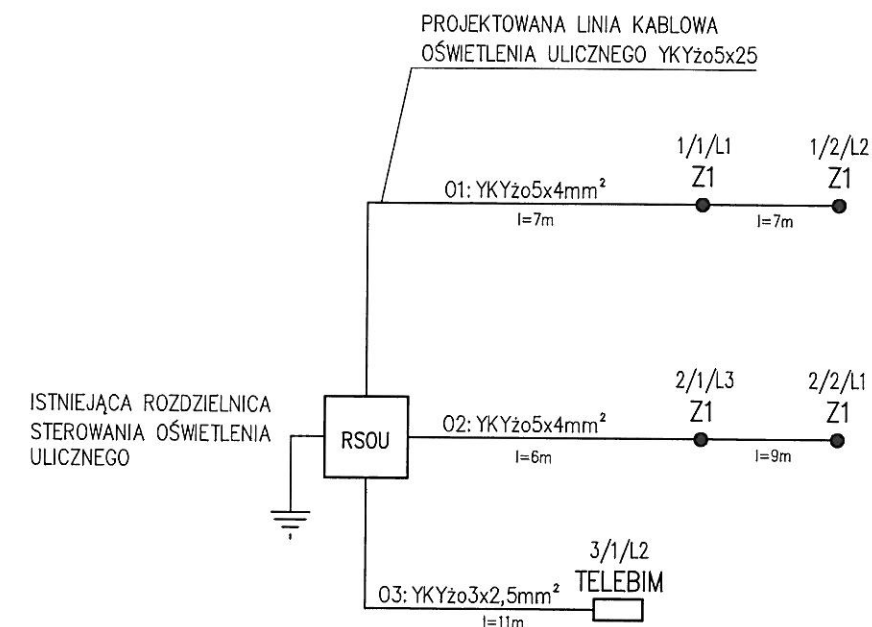 PROJEKTOWANA LINIA KABLOWA
OŚWIETLENIA ULICZNEGO YKYżo5x25
1/1/L1
Z1
1/2/L2
Z1
O1: YKYżo5x4mm²
l=7m
l=7m
ISTNIEJĄCA ROZDZIELNICA
STEROWANIA OŚWIETLENIA
ULICZNEGO
RSOU
2/1/L3
Z1
2/2/L1
Z1
O2: YKYżo5x4mm²
l=6m
l=9m
3/1/L2
TELEBIM
O3: YKYżo3x2,5mm²
l=11m